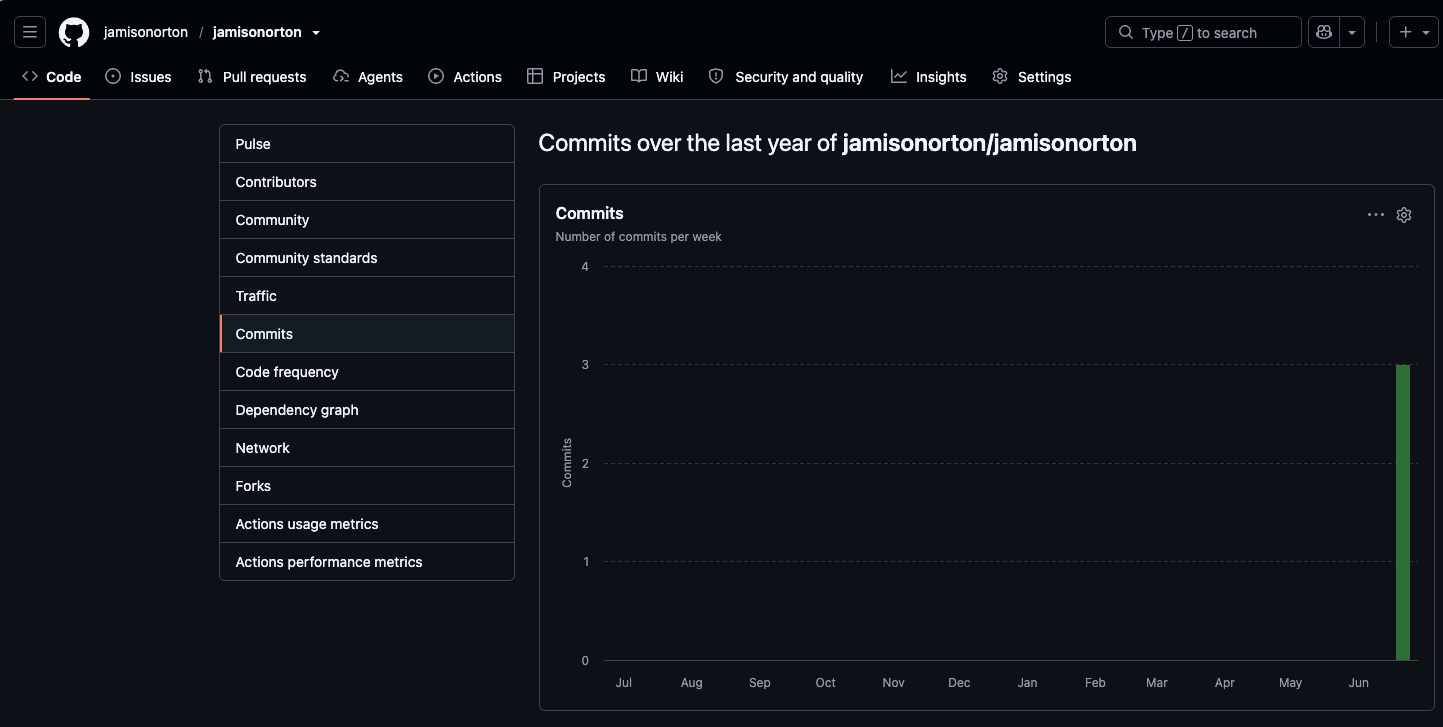 jamisonorton / jamisonorton
Type / to search
Code Issues Pull requests Agents Actions Projects Wiki Security and quality Insights Settings
Pulse
Contributors
Community
Community standards
Traffic
Commits
Code frequency
Dependency graph
Network
Forks
Actions usage metrics
Actions performance metrics
Commits over the last year of jamisonorton/jamisonorton
Commits
Number of commits per week
4
3
2
1
0
Commits
Jul Aug Sep Oct Nov Dec Jan Feb Mar Apr May Jun